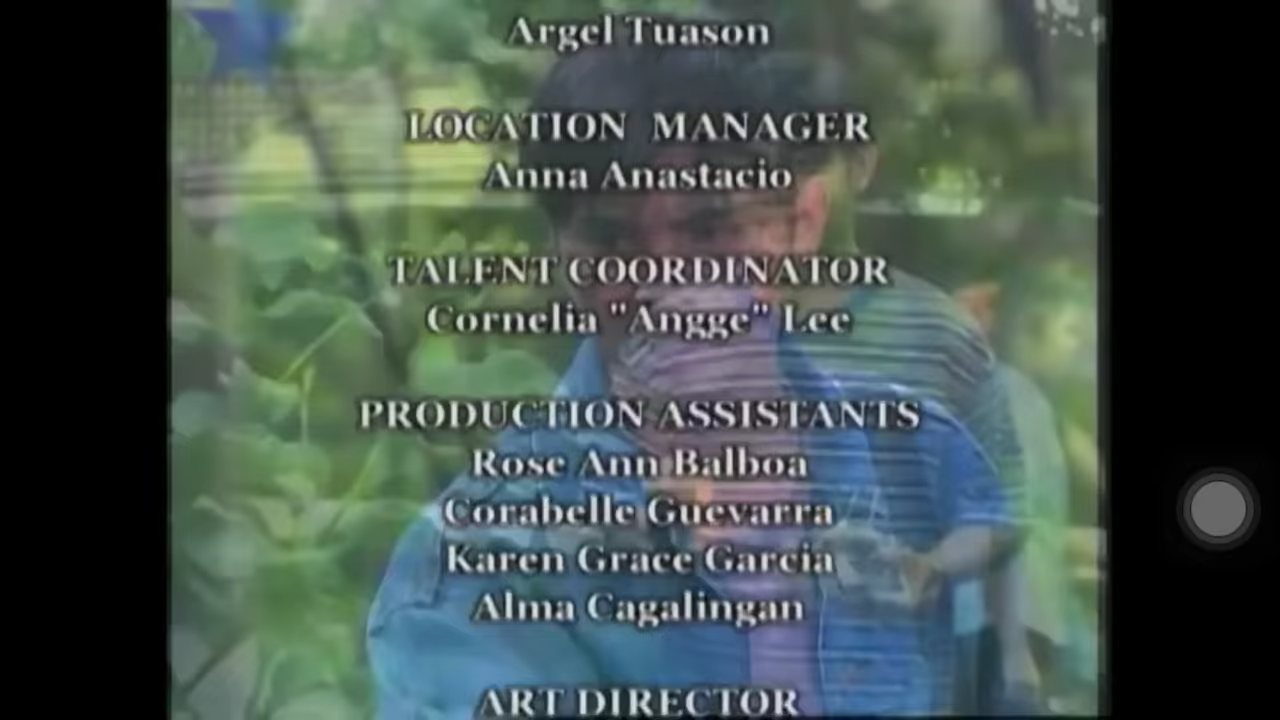 Argel Tuason
LOCATION MANAGER
Anna Anastacio
TALENT COORDINATOR
Cornelia "Angge" Lee
PRODUCTION ASSISTANTS
Rose Ann Balboa
Corabelle Guevarra
Karen Grace Garcia
Alma Cagalingan
ART DIRECTOR